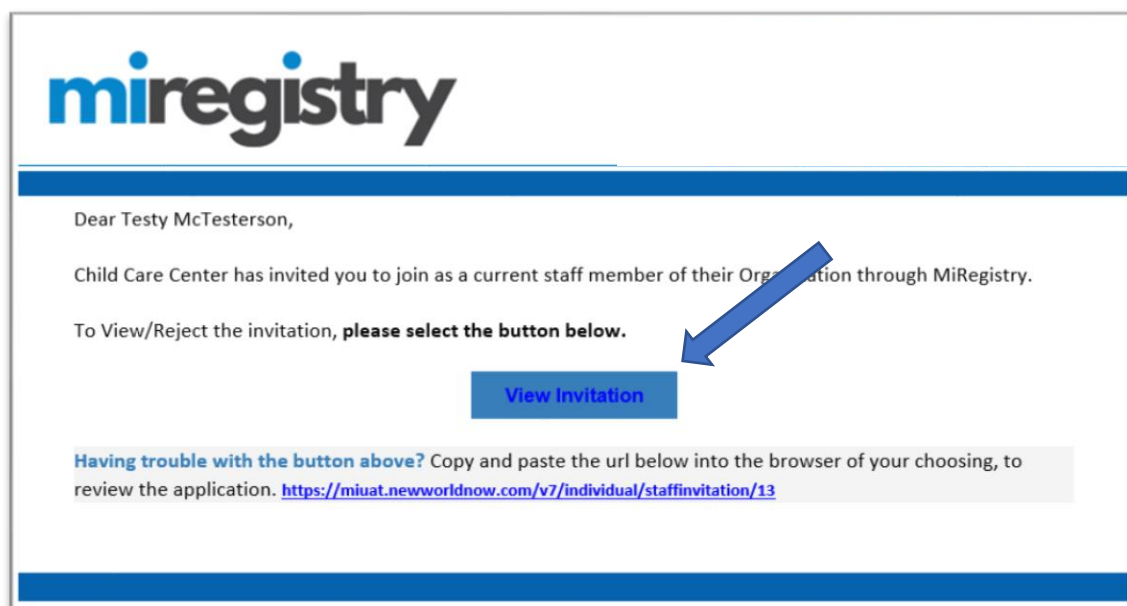 miregistry
Dear Testy McTesterson,
Child Care Center has invited you to join as a current staff member of their Organization through MiRegistry.
To View/Reject the invitation, please select the button below.
View Invitation
Having trouble with the button above? Copy and paste the url below into the browser of your choosing, to
review the application. https://miuat.newworldnow.com/v7/individual/staffinvitation/13